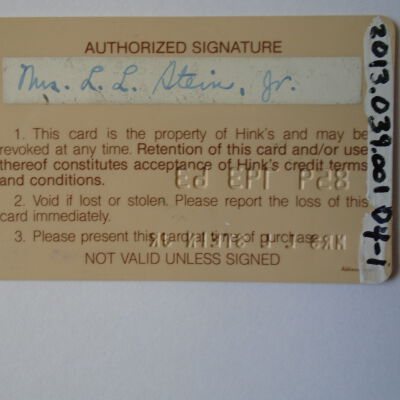 AUTHORIZED SIGNATURE
Mrs. L. L. Stein, Jr.
1. This card is the property of Hink's and may be
revoked at any time. Retention of this card and/or use
thereof constitutes acceptance of Hink's credit terms
and conditions.
2. Void if lost or stolen. Please report the loss of this
card immediately.
3. Please present this card at time of purchase.
NOT VALID UNLESS SIGNED
2013.039.001 04-1